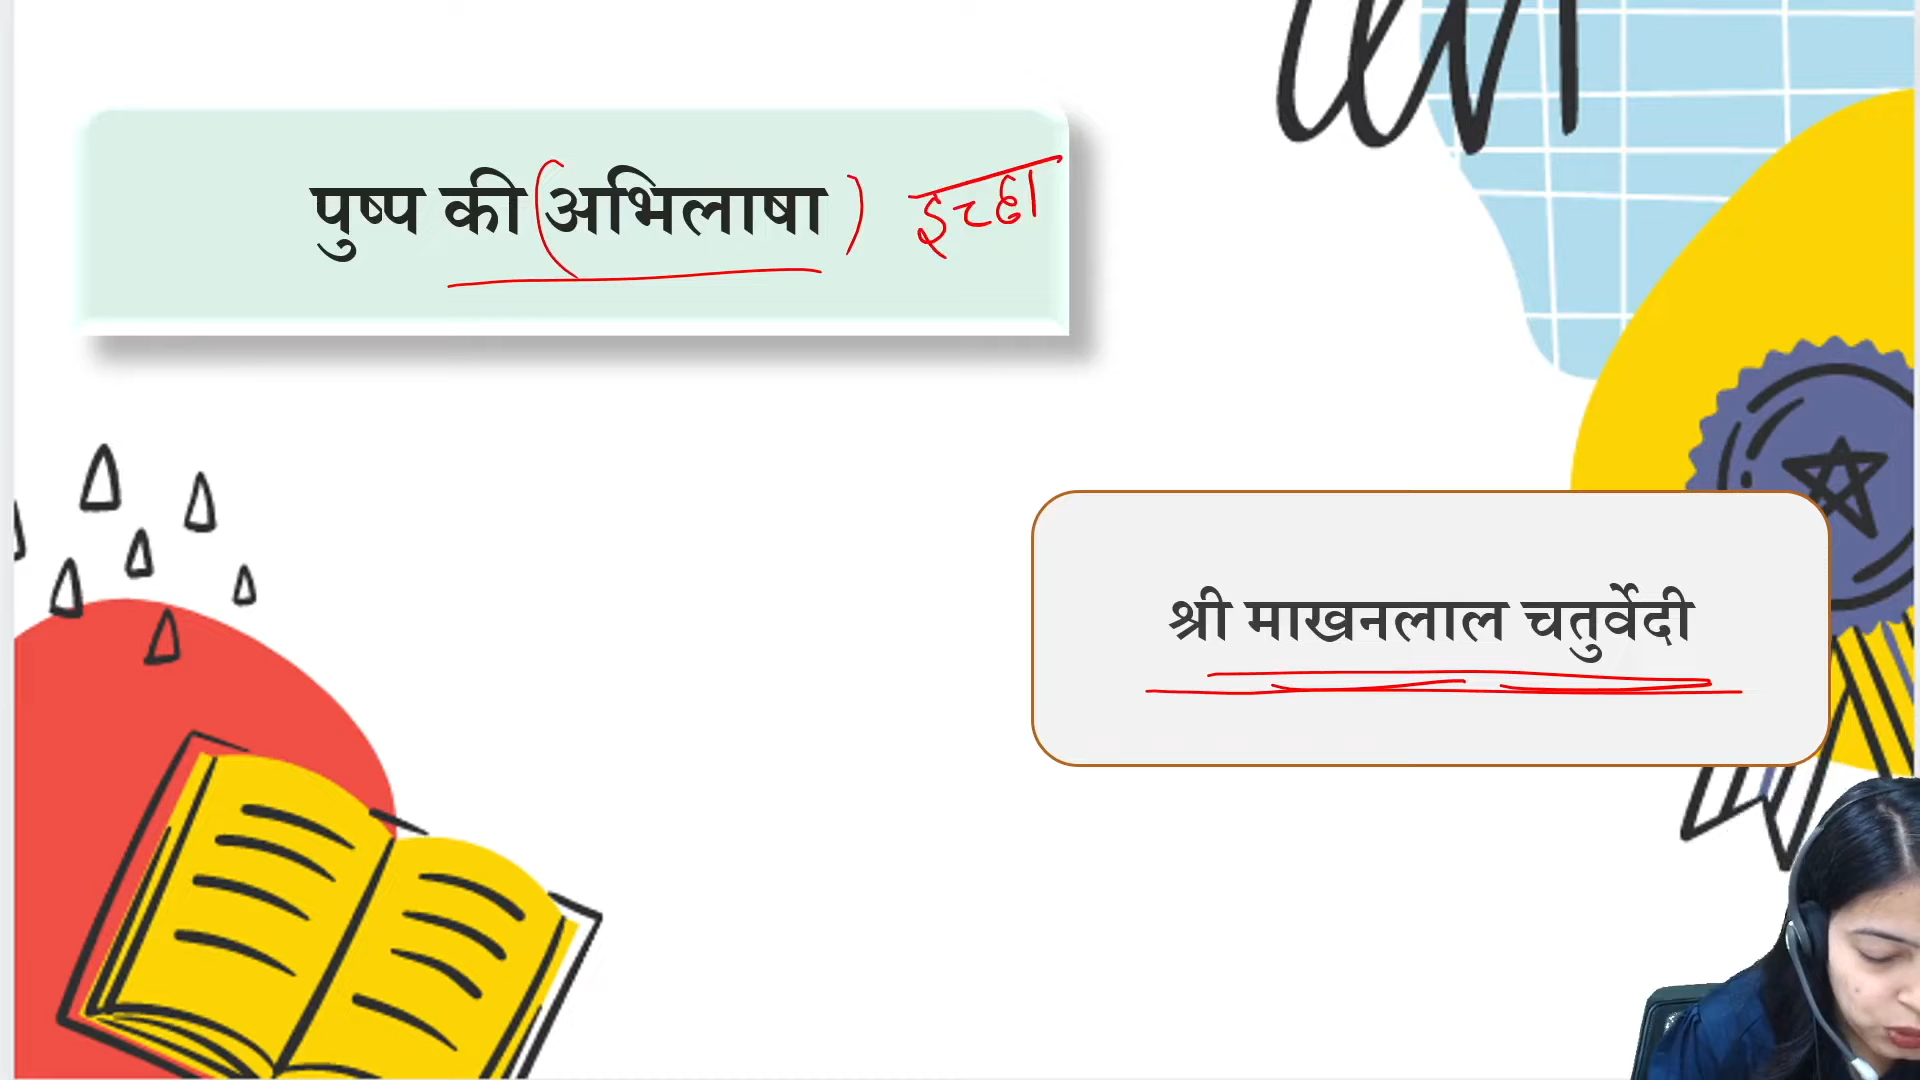 पुष्प की (अभिलाषा) इच्छा
श्री माखनलाल चतुर्वेदी